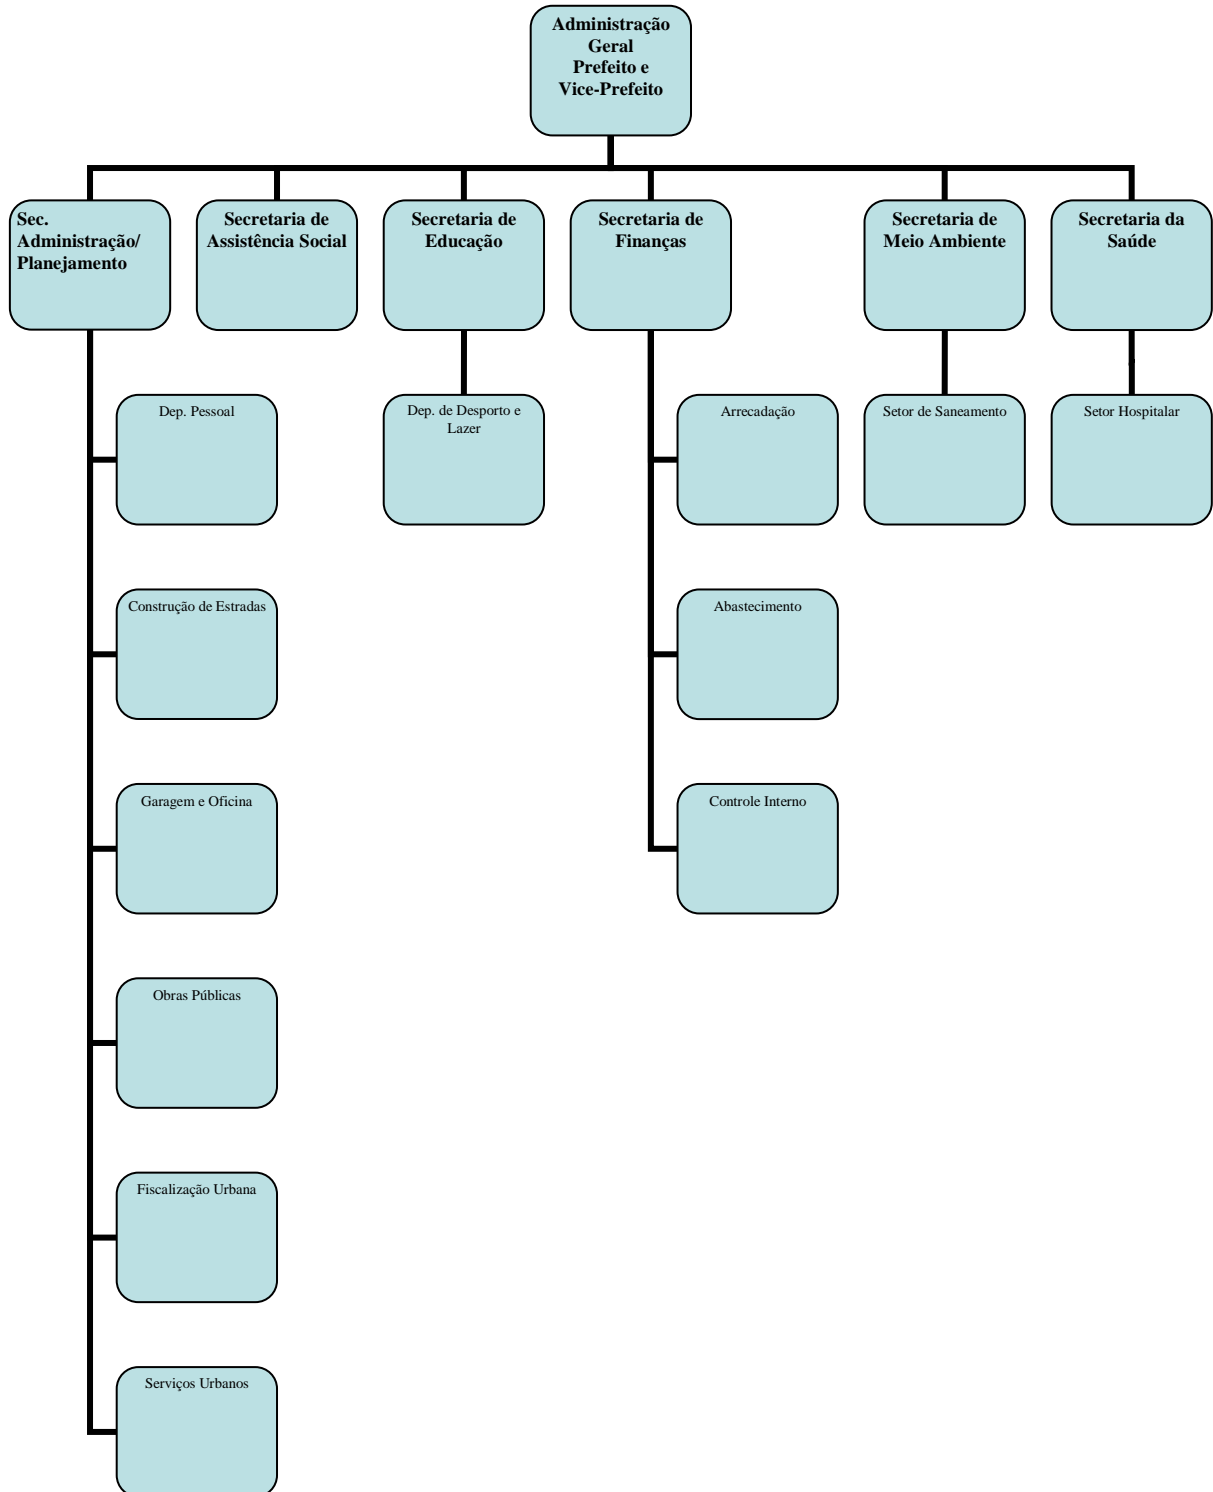 Administração
Geral
Prefeito e
Vice-Prefeito
Sec.
Administração/
Planejamento
Secretaria de
Assistência Social
Secretaria de
Educação
Secretaria de
Finanças
Secretaria de
Meio Ambiente
Secretaria da
Saúde
Dep. Pessoal
Dep. de Desporto e
Lazer
Arrecadação
Setor de Saneamento
Setor Hospitalar
Construção de Estradas
Abastecimento
Garagem e Oficina
Controle Interno
Obras Públicas
Fiscalização Urbana
Serviços Urbanos